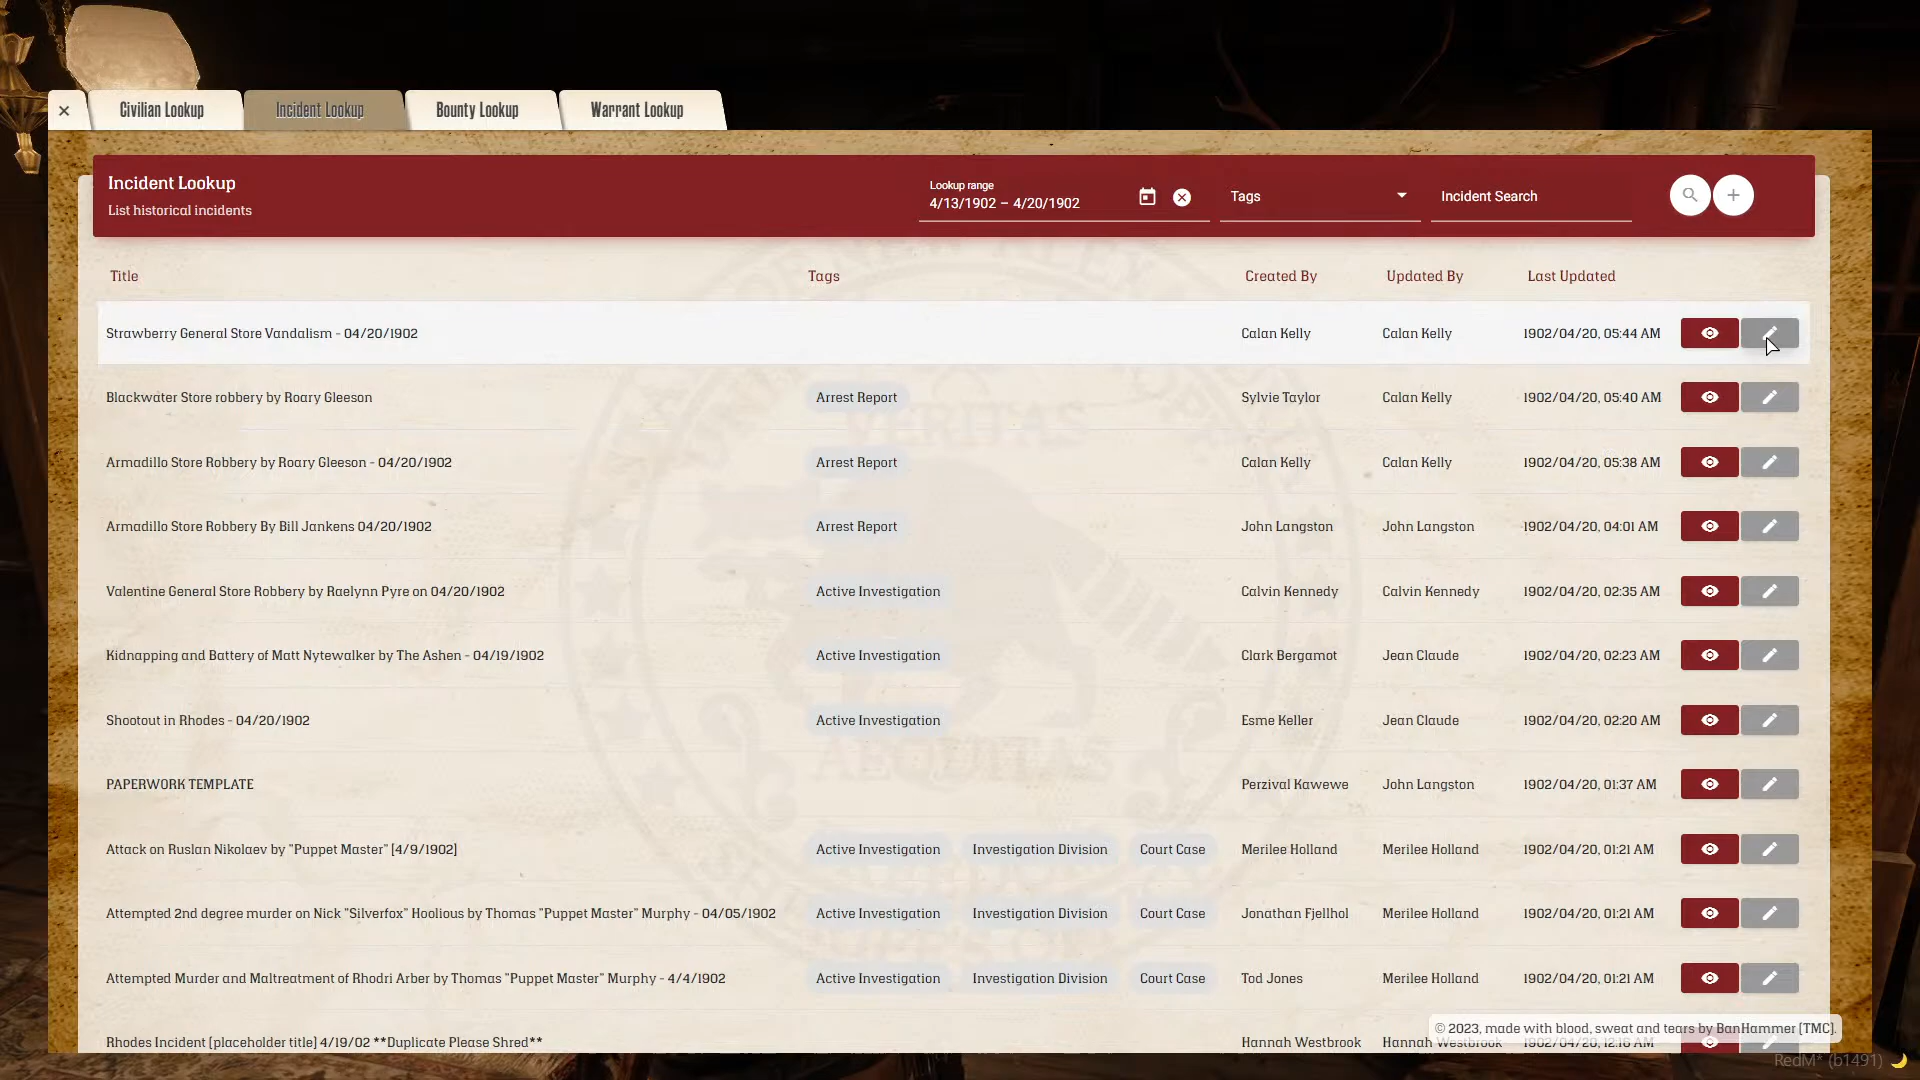 Civilian Lookup
Incident Lookup
Bounty Lookup
Warrant Lookup
Incident Lookup
List historical incidents
Lookup range
4/13/1902 – 4/20/1902
Tags
Incident Search
Title Tags Created By Updated By Last Updated
Strawberry General Store Vandalism - 04/20/1902 Calan Kelly Calan Kelly 1902/04/20, 05:44 AM
Blackwater Store robbery by Roary Gleeson Arrest Report Sylvie Taylor Calan Kelly 1902/04/20, 05:40 AM
Armadillo Store Robbery by Roary Gleeson - 04/20/1902 Arrest Report Calan Kelly Calan Kelly 1902/04/20, 05:38 AM
Armadillo Store Robbery By Bill Jankens 04/20/1902 Arrest Report John Langston John Langston 1902/04/20, 04:01 AM
Valentine General Store Robbery by Raelynn Pyre on 04/20/1902 Active Investigation Calvin Kennedy Calvin Kennedy 1902/04/20, 02:35 AM
Kidnapping and Battery of Matt Nytewalker by The Ashen - 04/19/1902 Active Investigation Clark Bergamot Jean Claude 1902/04/20, 02:23 AM
Shootout in Rhodes - 04/20/1902 Active Investigation Esme Keller Jean Claude 1902/04/20, 02:20 AM
PAPERWORK TEMPLATE Perzival Kawewe John Langston 1902/04/20, 01:37 AM
Attack on Ruslan Nikolaev by "Puppet Master" [4/9/1902] Active Investigation Investigation Division Court Case Merilee Holland Merilee Holland 1902/04/20, 01:21 AM
Attempted 2nd degree murder on Nick "Silverfox" Hoolious by Thomas "Puppet Master" Murphy - 04/05/1902 Active Investigation Investigation Division Court Case Jonathan Fjellhol Merilee Holland 1902/04/20, 01:21 AM
Attempted Murder and Maltreatment of Rhodri Arber by Thomas "Puppet Master" Murphy - 4/4/1902 Active Investigation Investigation Division Court Case Tod Jones Merilee Holland 1902/04/20, 01:21 AM
Rhodes Incident [placeholder title] 4/19/02 **Duplicate Please Shred** Hannah Westbrook Hannah Westbrook 1902/04/20, 12:16 AM
© 2023, made with blood, sweat and tears by BanHammer [TMC].
RedM* (b1491)
VERITAS
AEQUITAS